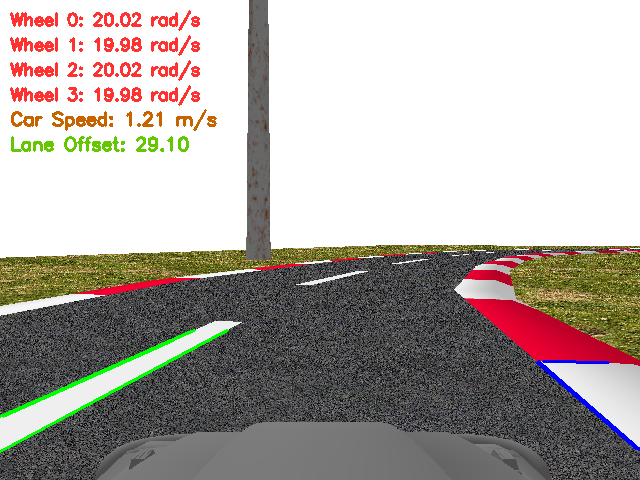 Wheel 0: 20.02 rad/s
Wheel 1: 19.98 rad/s
Wheel 2: 20.02 rad/s
Wheel 3: 19.98 rad/s
Car Speed: 1.21 m/s
Lane Offset: 29.10